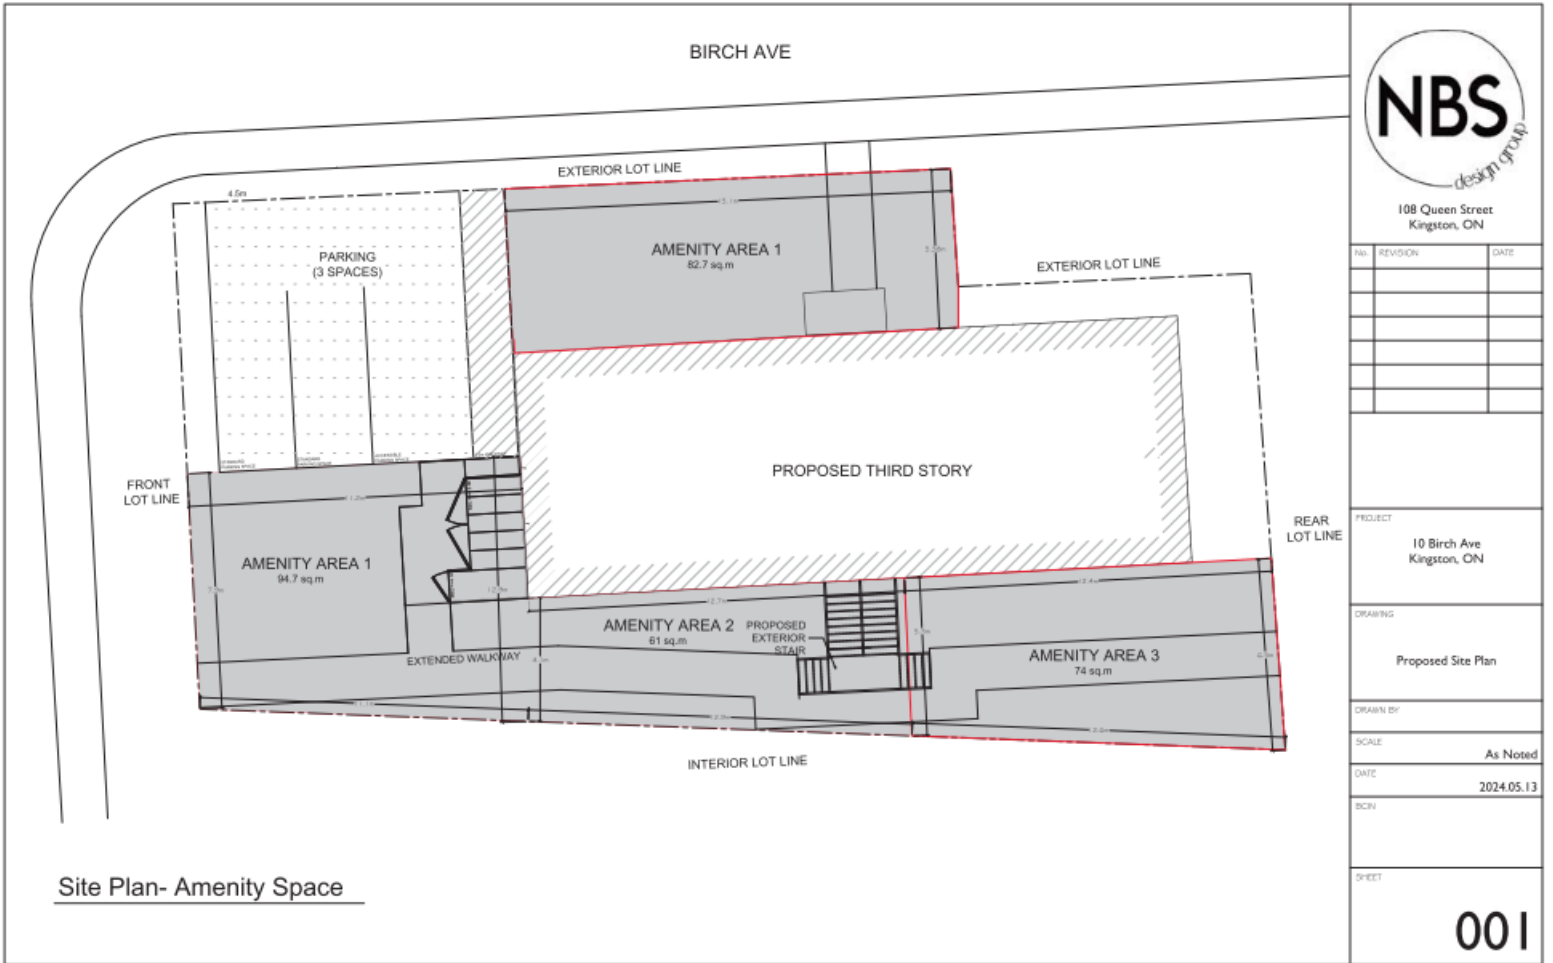 BIRCH AVE
EXTERIOR LOT LINE
4.5m
PARKING
(3 SPACES)
AMENITY AREA 1
82.7 sq.m
EXTERIOR LOT LINE
PROPOSED THIRD STORY
FRONT
LOT LINE
REAR
LOT LINE
AMENITY AREA 1
94.7 sq.m
AMENITY AREA 2
61 sq.m
PROPOSED
EXTERIOR
STAIR
EXTENDED WALKWAY
AMENITY AREA 3
74 sq.m
INTERIOR LOT LINE
Site Plan- Amenity Space
NBS
design group
108 Queen Street
Kingston, ON
No. REVISION DATE
PROJECT
10 Birch Ave
Kingston, ON
DRAWING
Proposed Site Plan
DRAWN BY
SCALE
As Noted
DATE
2024.05.13
BCIN
SHEET
001